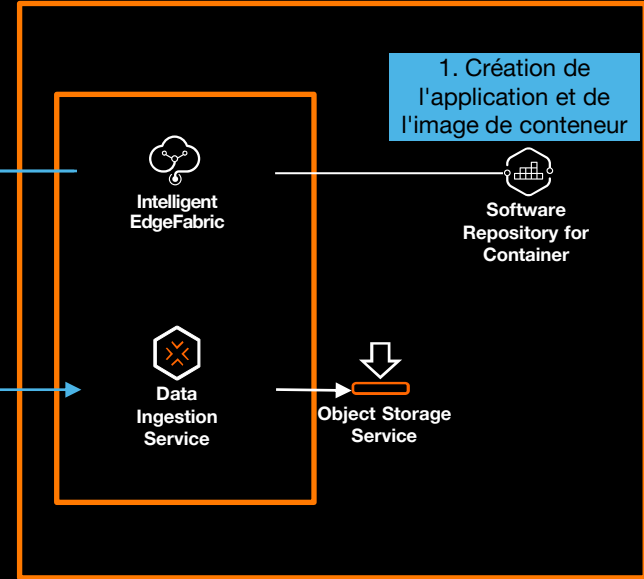 1. Création de
l'application et de
l'image de conteneur
Intelligent
EdgeFabric
Software
Repository for
Container
Data
Ingestion
Service
Object Storage
Service